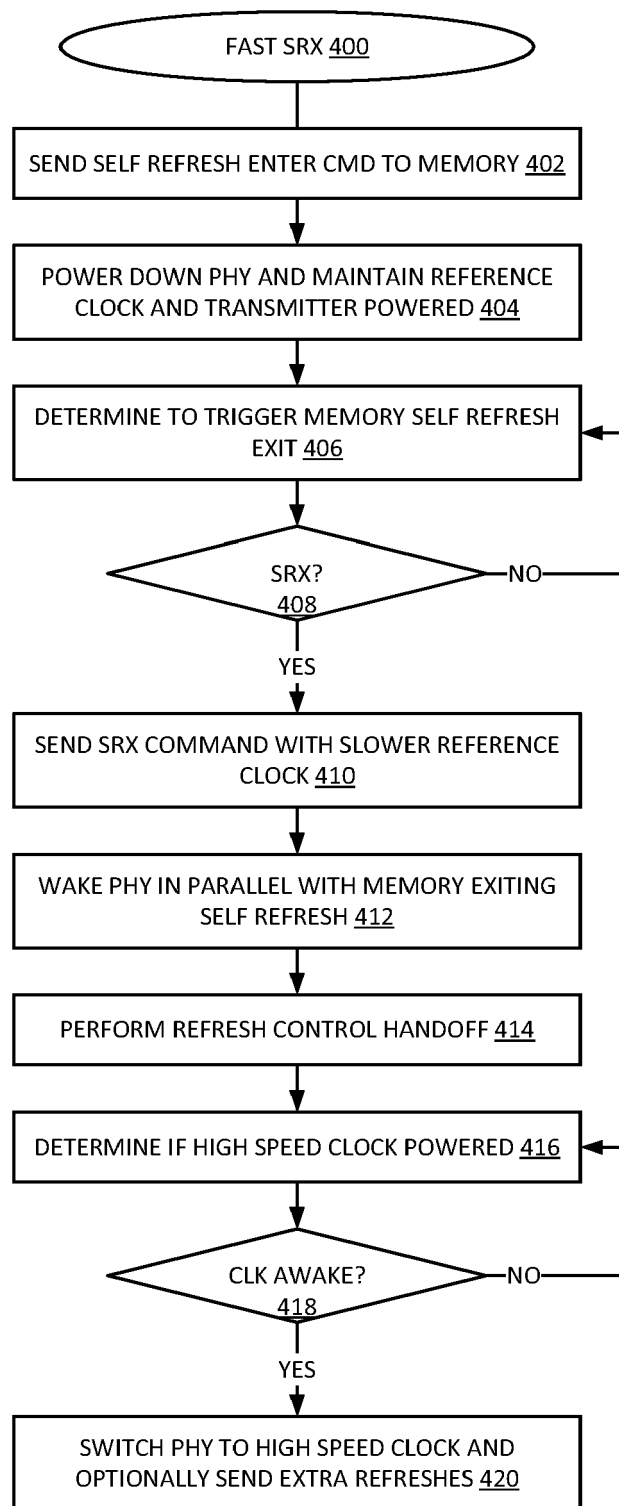 FAST SRX 400
SEND SELF REFRESH ENTER CMD TO MEMORY 402
POWER DOWN PHY AND MAINTAIN REFERENCE
CLOCK AND TRANSMITTER POWERED 404
DETERMINE TO TRIGGER MEMORY SELF REFRESH
EXIT 406
SRX?
408
NO
YES
SEND SRX COMMAND WITH SLOWER REFERENCE
CLOCK 410
WAKE PHY IN PARALLEL WITH MEMORY EXITING
SELF REFRESH 412
PERFORM REFRESH CONTROL HANDOFF 414
DETERMINE IF HIGH SPEED CLOCK POWERED 416
CLK AWAKE?
418
NO
YES
SWITCH PHY TO HIGH SPEED CLOCK AND
OPTIONALLY SEND EXTRA REFRESHES 420